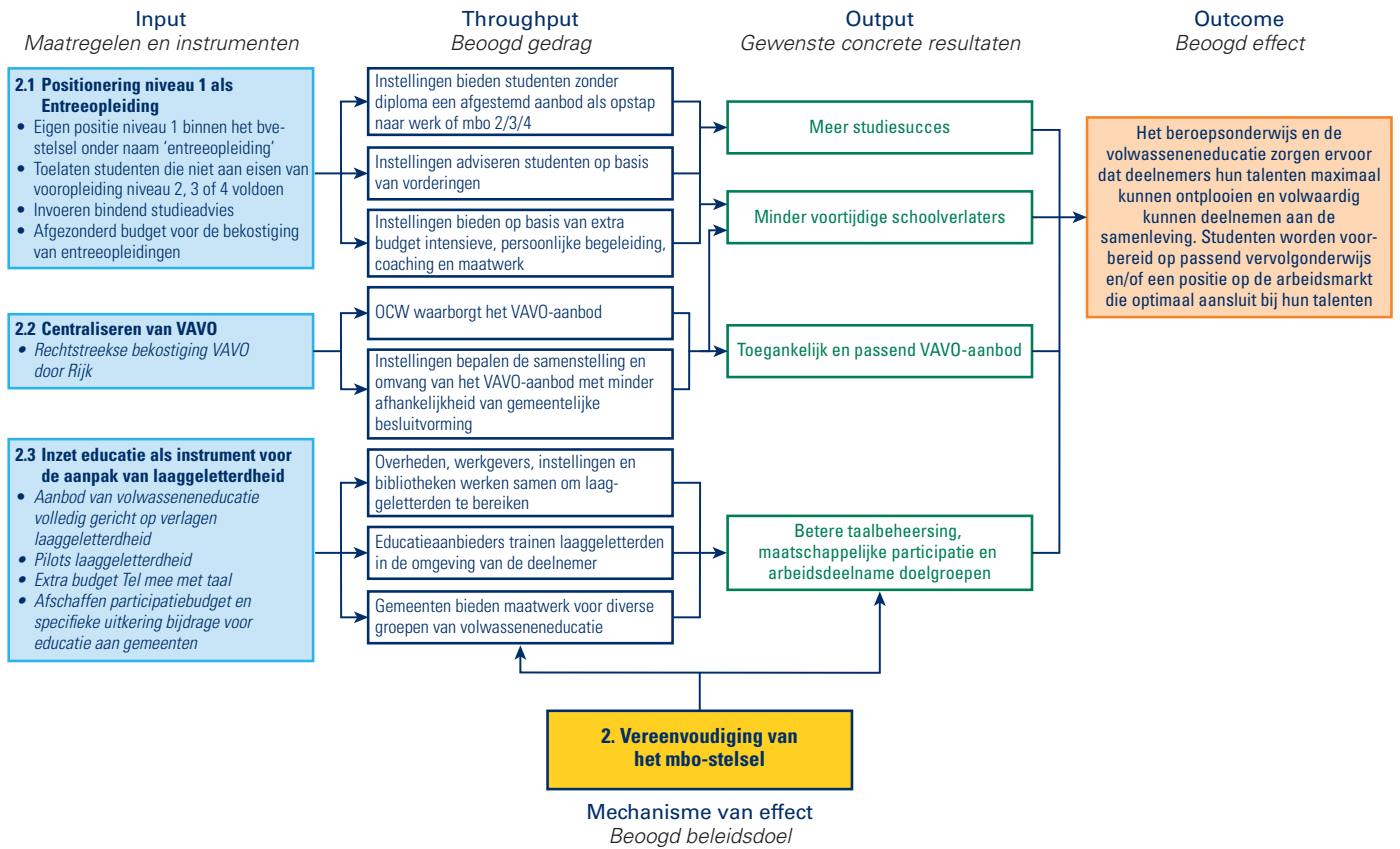 Input
Maatregelen en instrumenten
Throughput
Beoogd gedrag
Output
Gewenste concrete resultaten
Outcome
Beoogd effect
2.1 Positionering niveau 1 als
Entreeopleiding
• Eigen positie niveau 1 binnen het bve-
stelsel onder naam ‘entreeopleiding’
• Toelaten studenten die niet aan eisen van
vooropleiding niveau 2, 3 of 4 voldoen
• Invoeren bindend studieadvies
• Afgezonderd budget voor de bekostiging
van entreeopleidingen
2.2 Centraliseren van VAVO
• Rechtstreekse bekostiging VAVO
door Rijk
2.3 Inzet educatie als instrument voor
de aanpak van laaggeletterdheid
• Aanbod van volwasseneneducatie
volledig gericht op verlagen
laaggeletterdheid
• Pilots laaggeletterdheid
• Extra budget Tel mee met taal
• Afschaffen participatiebudget en
specifieke uitkering bijdrage voor
educatie aan gemeenten
Instellingen bieden studenten zonder
diploma een afgestemd aanbod als opstap
naar werk of mbo 2/3/4
Instellingen adviseren studenten op basis
van vorderingen
Instellingen bieden op basis van extra
budget intensieve, persoonlijke begeleiding,
coaching en maatwerk
OCW waarborgt het VAVO-aanbod
Instellingen bepalen de samenstelling en
omvang van het VAVO-aanbod met minder
afhankelijkheid van gemeentelijke
besluitvorming
Overheden, werkgevers, instellingen en
bibliotheken werken samen om laag-
geletterden te bereiken
Educatieaanbieders trainen laaggeletterden
in de omgeving van de deelnemer
Gemeenten bieden maatwerk voor diverse
groepen van volwasseneneducatie
Meer studiesucces
Minder voortijdige schoolverlaters
Toegankelijk en passend VAVO-aanbod
Betere taalbeheersing,
maatschappelijke participatie en
arbeidsdeelname doelgroepen
Het beroepsonderwijs en de
volwasseneneducatie zorgen ervoor
dat deelnemers hun talenten maximaal
kunnen ontplooien en volwaardig
kunnen deelnemen aan de
samenleving. Studenten worden voor-
bereid op passend vervolgonderwijs
en/of een positie op de arbeidsmarkt
die optimaal aansluit bij hun talenten
2. Vereenvoudiging van
het mbo-stelsel
Mechanisme van effect
Beoogd beleidsdoel